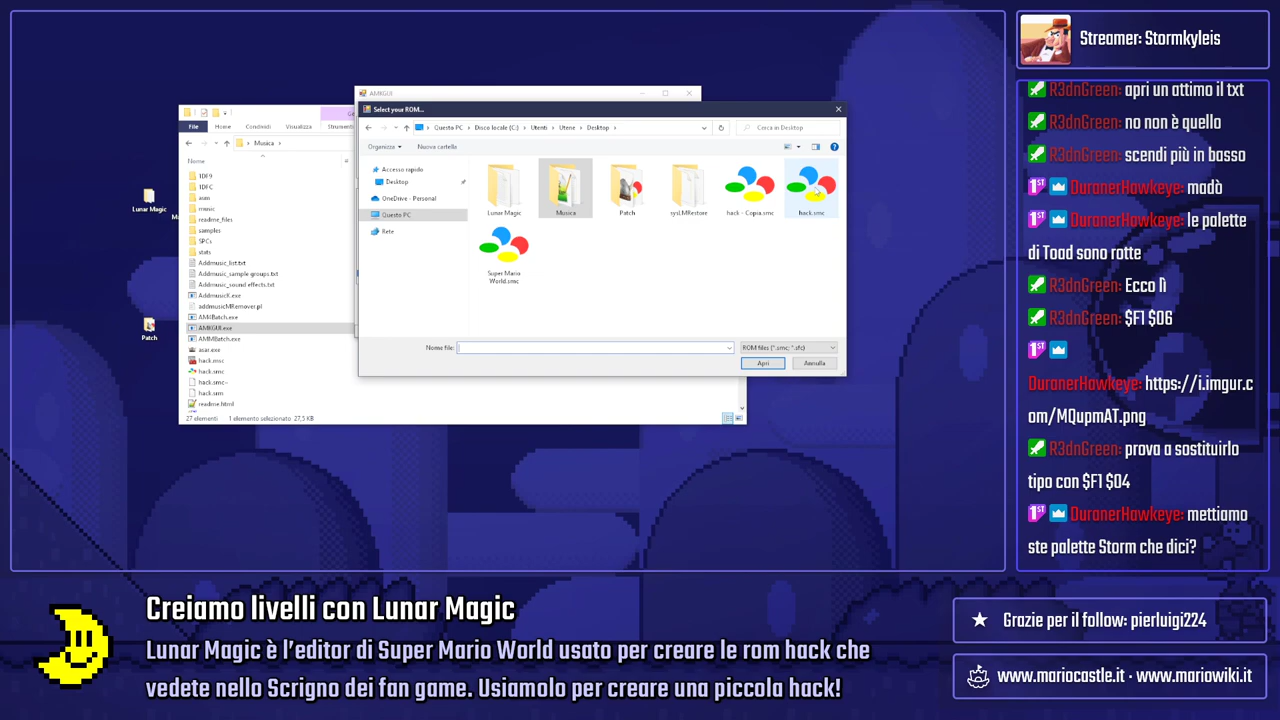 Streamer: Stormkyleis
R3dnGreen: apri un attimo il txt
R3dnGreen: no non è quello
R3dnGreen: scendi più in basso
DuranerHawkeye: madò
DuranerHawkeye: le palette
di Toad sono rotte
R3dnGreen: Ecco lì
R3dnGreen: $F1 $06
DuranerHawkeye: https://i.imgur.c
om/MQupmAT.png
R3dnGreen: prova a sostituirlo
tipo con $F1 $04
DuranerHawkeye: mettiamo
ste palette Storm che dici?
Lunar Magic
Patch
File Home Condividi Visualizza
Musica
Nome
1DF9
1DFC
asm
music
readme_files
samples
SPCs
stats
Addmusic_list.txt
Addmusic_sample groups.txt
Addmusic_sound effects.txt
AddmusicK.exe
addmusicMRemover.pl
AM4Batch.exe
AMKGUI.exe
AMMBatch.exe
asar.exe
hack.msc
hack.smc
hack.smc~
hack.srm
readme.html
27 elementi 1 elemento selezionato: 27,5 KB
AMKGUI
Select your ROM...
Questo PC Disco locale (C:) Utenti Utene Desktop
Cerca in Desktop
Organizza Nuova cartella
Accesso rapido
Desktop
OneDrive - Personal
Questo PC
Rete
Lunar Magic
Musica
Patch
sysLMRestore
hack - Copia.smc
hack.smc
Super Mario
World.smc
Nome file:
ROM files (*.smc; *.sfc)
Apri Annulla
Creiamo livelli con Lunar Magic
Lunar Magic è l'editor di Super Mario World usato per creare le rom hack che
vedete nello Scrigno dei fan game. Usiamolo per creare una piccola hack!
Grazie per il follow: pierluigi224
www.mariocastle.it · www.mariowiki.it